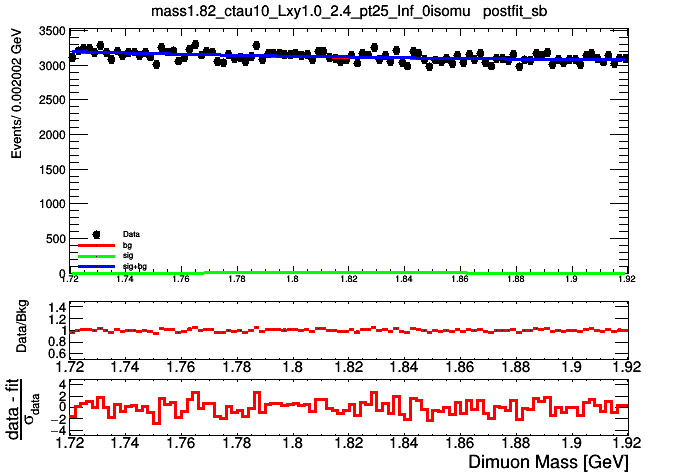 mass1.82_ctau10_Lxy1.0_2.4_pt25_Inf_0isomu postfit_sb
Events/ 0.002002 GeV
3500
3000
2500
2000
1500
1000
500
0
Data
bg
sig
sig+bg
1.72 1.74 1.76 1.78 1.8 1.82 1.84 1.86 1.88 1.9 1.92
Data/Bkg
1.4
1.2
1
0.8
0.6
1.72 1.74 1.76 1.78 1.8 1.82 1.84 1.86 1.88 1.9 1.92
data - fit
σdata
4
2
0
−2
−4
1.72 1.74 1.76 1.78 1.8 1.82 1.84 1.86 1.88 1.9 1.92
Dimuon Mass [GeV]